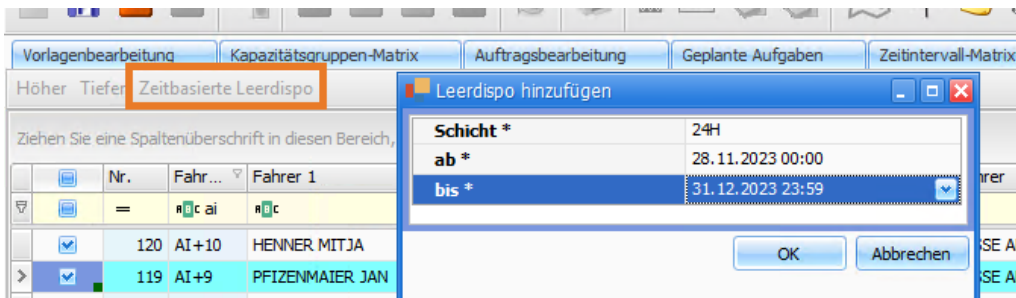 Vorlagenbearbeitung Kapazitätsgruppen-Matrix Auftragsbearbeitung Geplante Aufgaben Zeitintervall-Matrix
Höher Tiefer Zeitbasierte Leerdispo
Leerdispo hinzufügen
Ziehen Sie eine Spaltenüberschrift in diesen Bereich,
Schicht * 24H
ab * 28.11.2023 00:00
bis * 31.12.2023 23:59
Nr. Fahr... Fahrer 1
= ABC ai ABC
120 AI+10 HENNER MITJA
119 AI+9 PFIZENMAIER JAN
OK Abbrechen